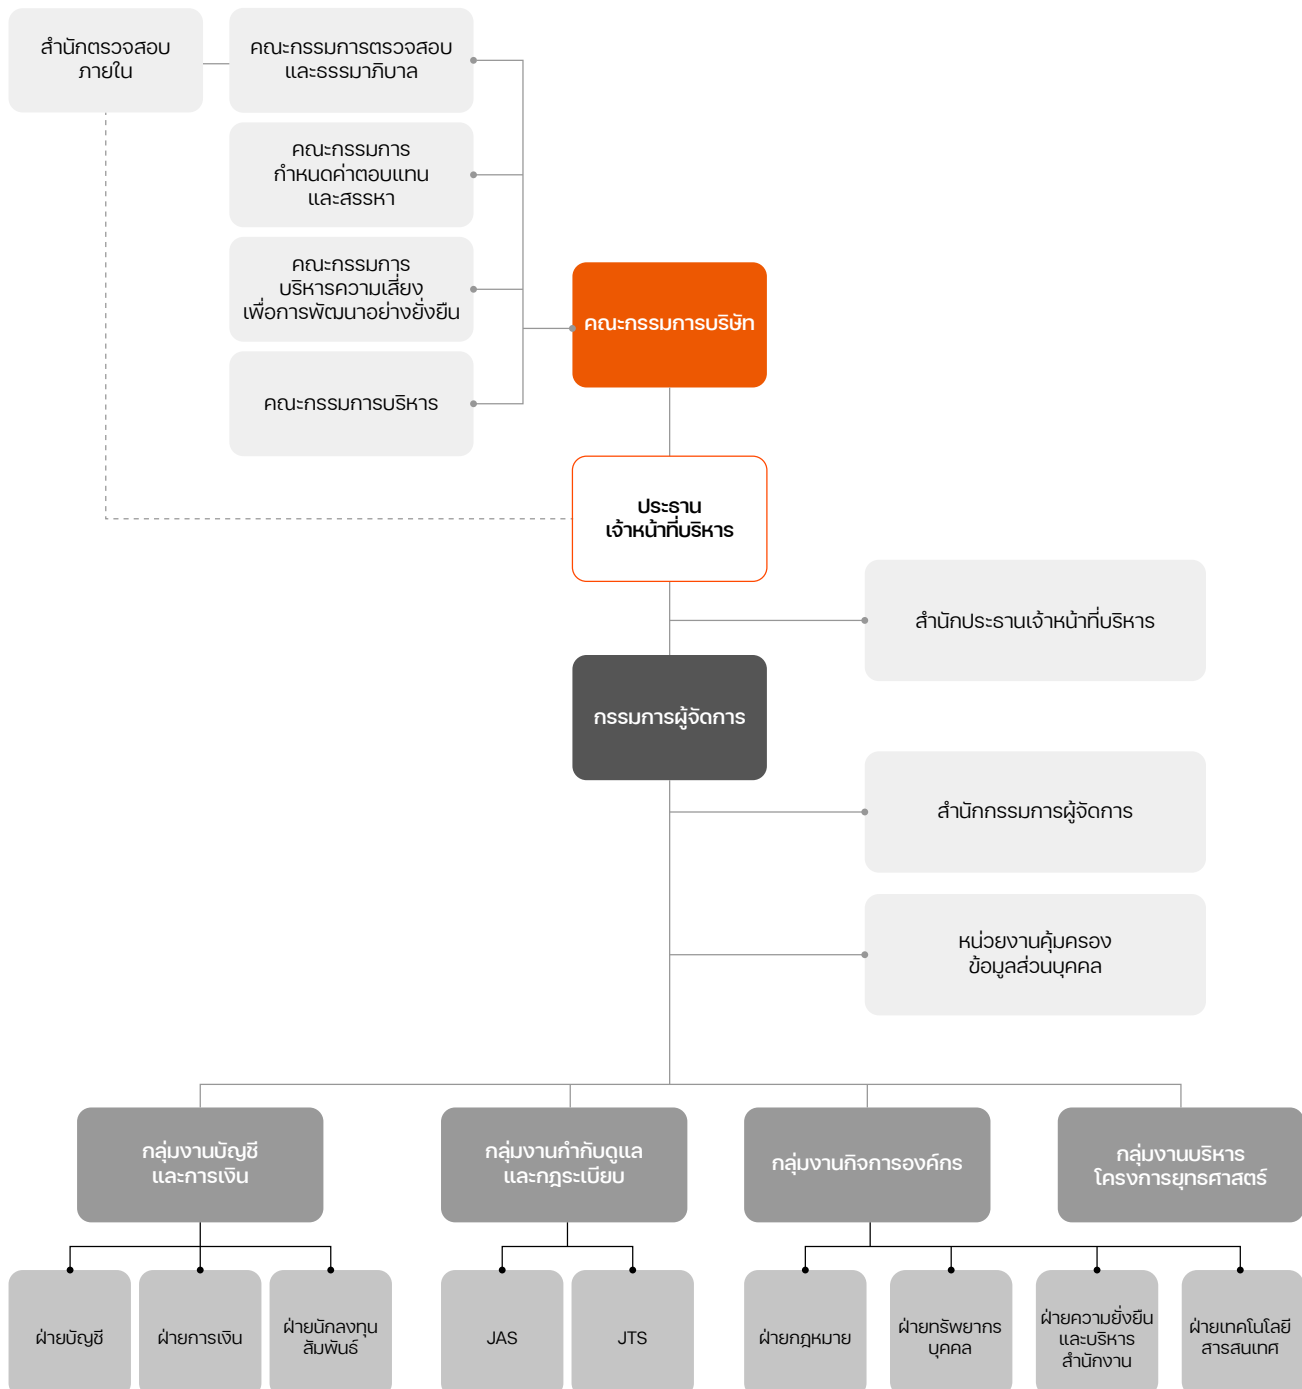 สำนักตรวจสอบ
ภายใน
คณะกรรมการตรวจสอบ
และธรรมาภิบาล
คณะกรรมการ
กำหนดค่าตอบแทน
และสรรหา
คณะกรรมการ
บริหารความเสี่ยง
เพื่อการพัฒนาอย่างยั่งยืน
คณะกรรมการบริหาร
คณะกรรมการบริษัท
ประธาน
เจ้าหน้าที่บริหาร
สำนักประธานเจ้าหน้าที่บริหาร
กรรมการผู้จัดการ
สำนักกรรมการผู้จัดการ
หน่วยงานคุ้มครอง
ข้อมูลส่วนบุคคล
กลุ่มงานบัญชี
และการเงิน
กลุ่มงานกำกับดูแล
และกฎระเบียบ
กลุ่มงานกิจการองค์กร
กลุ่มงานบริหาร
โครงการยุทธศาสตร์
ฝ่ายบัญชี
ฝ่ายการเงิน
ฝ่ายนักลงทุน
สัมพันธ์
JAS
JTS
ฝ่ายกฎหมาย
ฝ่ายทรัพยากร
บุคคล
ฝ่ายความยั่งยืน
และบริหาร
สำนักงาน
ฝ่ายเทคโนโลยี
สารสนเทศ